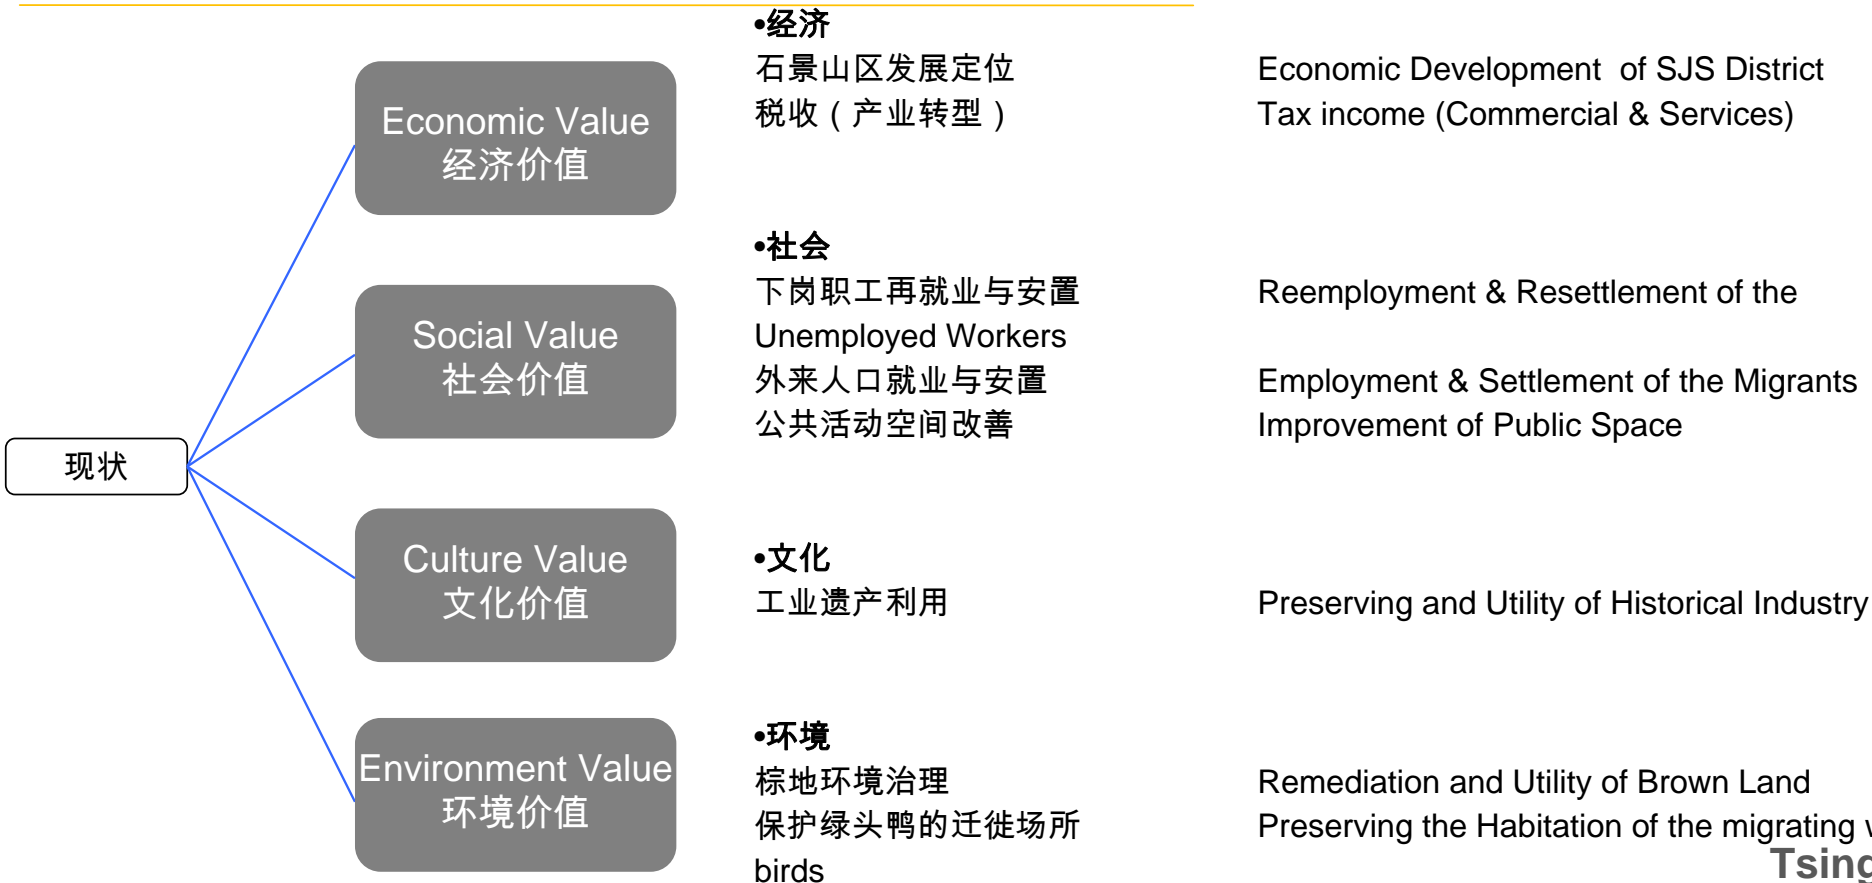 现状
Economic Value
经济价值
Social Value
社会价值
Culture Value
文化价值
Environment Value
环境价值
•经济
石景山区发展定位 Economic Development of SJS District
税收（产业转型） Tax income (Commercial & Services)
•社会
下岗职工再就业与安置 Reemployment & Resettlement of the
Unemployed Workers
外来人口就业与安置 Employment & Settlement of the Migrants
公共活动空间改善 Improvement of Public Space
•文化
工业遗产利用 Preserving and Utility of Historical Industry
•环境
棕地环境治理 Remediation and Utility of Brown Land
保护绿头鸭的迁徙场所 Preserving the Habitation of the migrating
birds